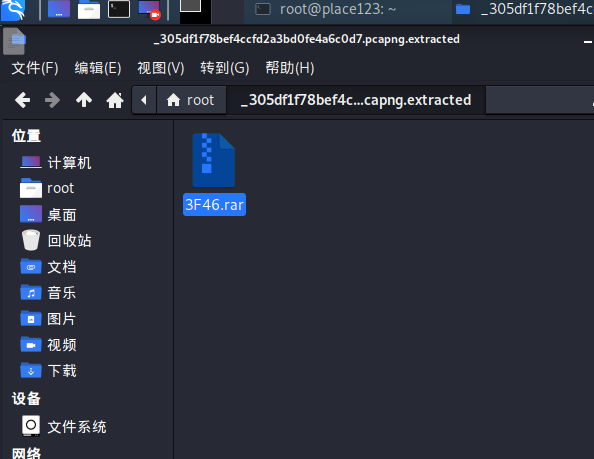 root@place123: ~
_305df1f78bef4c
_305df1f78bef4ccfd2a3bd0fe4a6c0d7.pcapng.extracted
文件(F) 编辑(E) 视图(V) 转到(G) 帮助(H)
root
_305df1f78bef4c...capng.extracted
位置
计算机
root
桌面
回收站
文档
音乐
图片
视频
下载
设备
文件系统
网络
3F46.rar